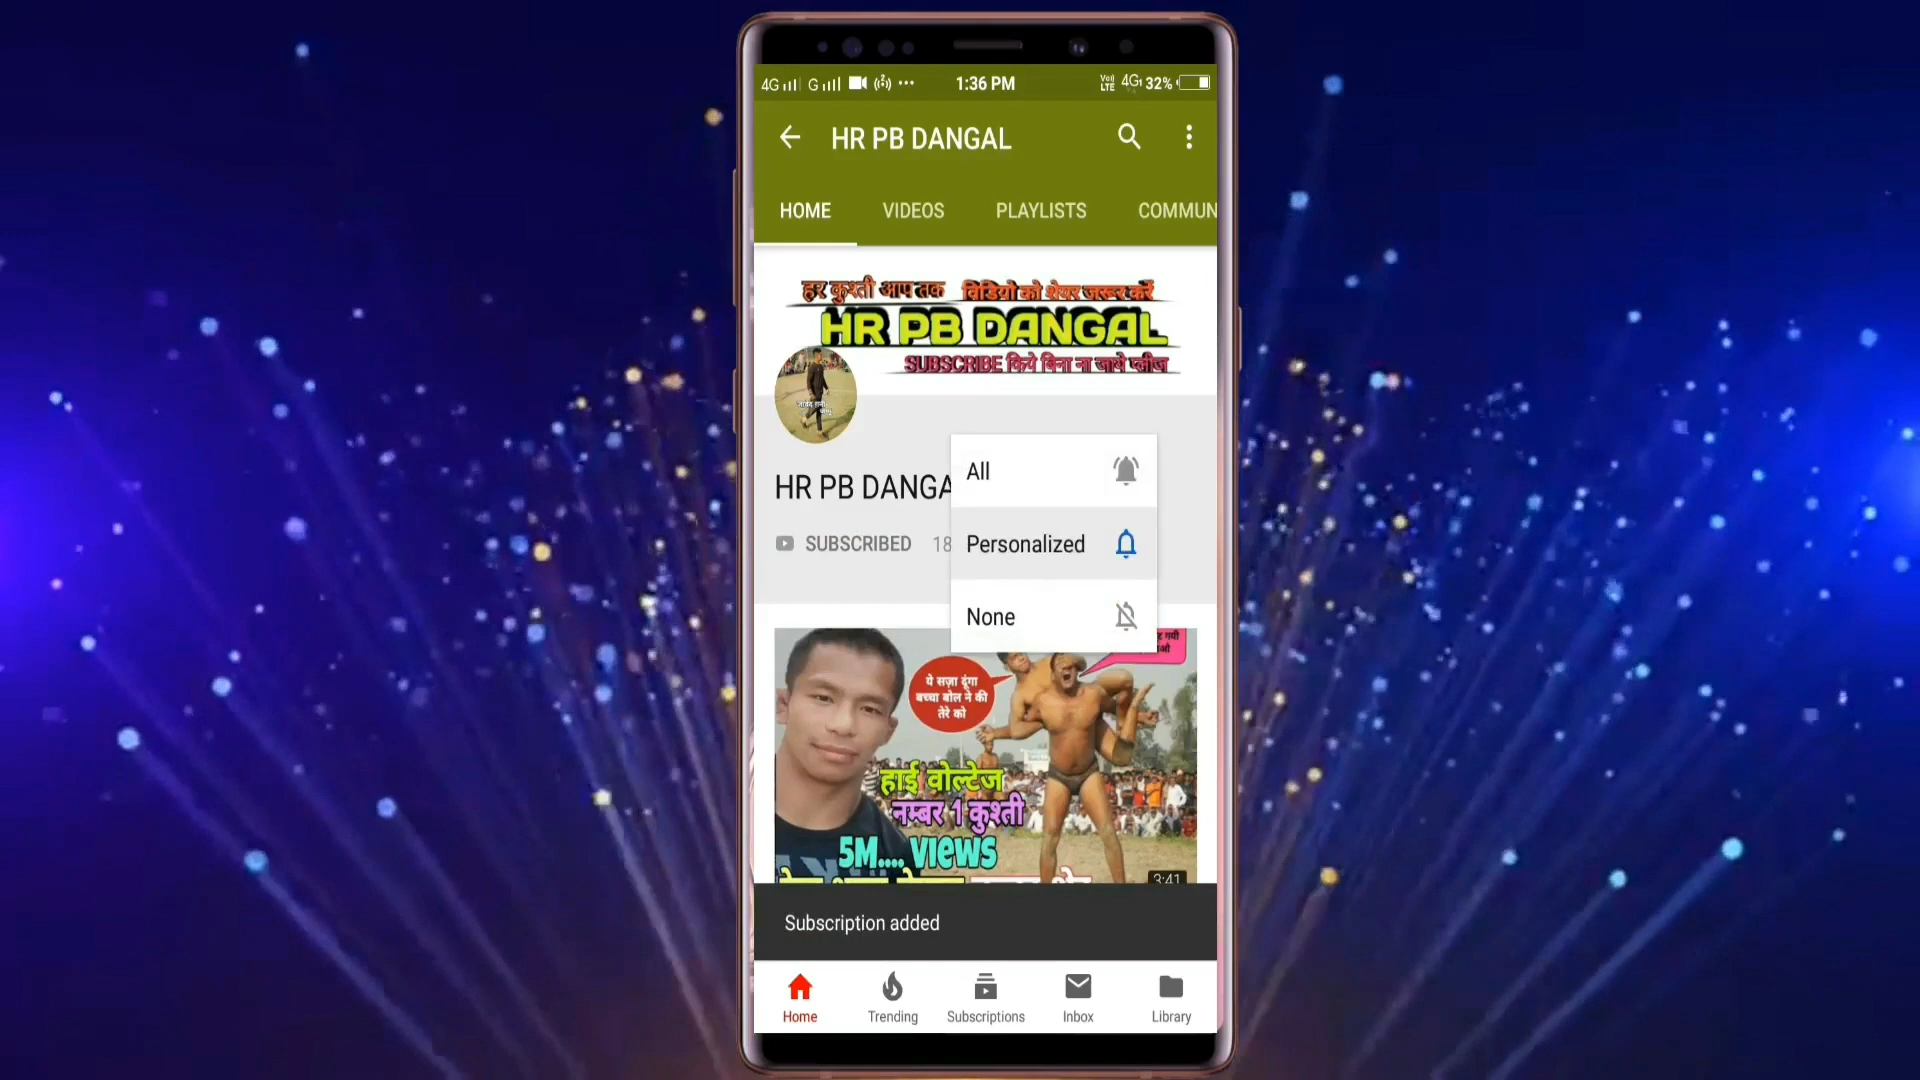 4G G 1:36 PM VoLTE 4G 32%
HR PB DANGAL
HOME VIDEOS PLAYLISTS COMMUN
हर कुश्ती आप तक विडियो को शेयर जरूर करें
HR PB DANGAL
SUBSCRIBE किये बिना ना जाये प्लीज
All
HR PB DANGA
SUBSCRIBED 18
Personalized
None
ये सज़ा दूंगा
बच्चा बोल ने की
तेरे को
हाई वोल्टेज
नम्बर 1 कुश्ती
5M.... VIEWS
3:41
Subscription added
Home Trending Subscriptions Inbox Library